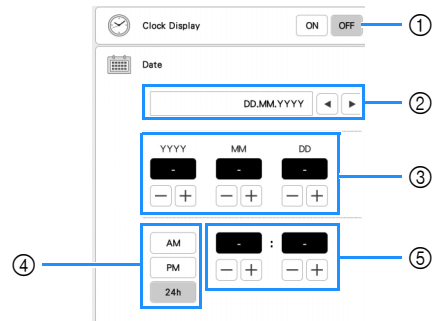 Clock Display ON OFF ①
Date
DD.MM.YYYY ◄ ► ②
YYYY MM DD
- - -
③
− + − + − +
④ AM - : - ⑤
PM − + − +
24h